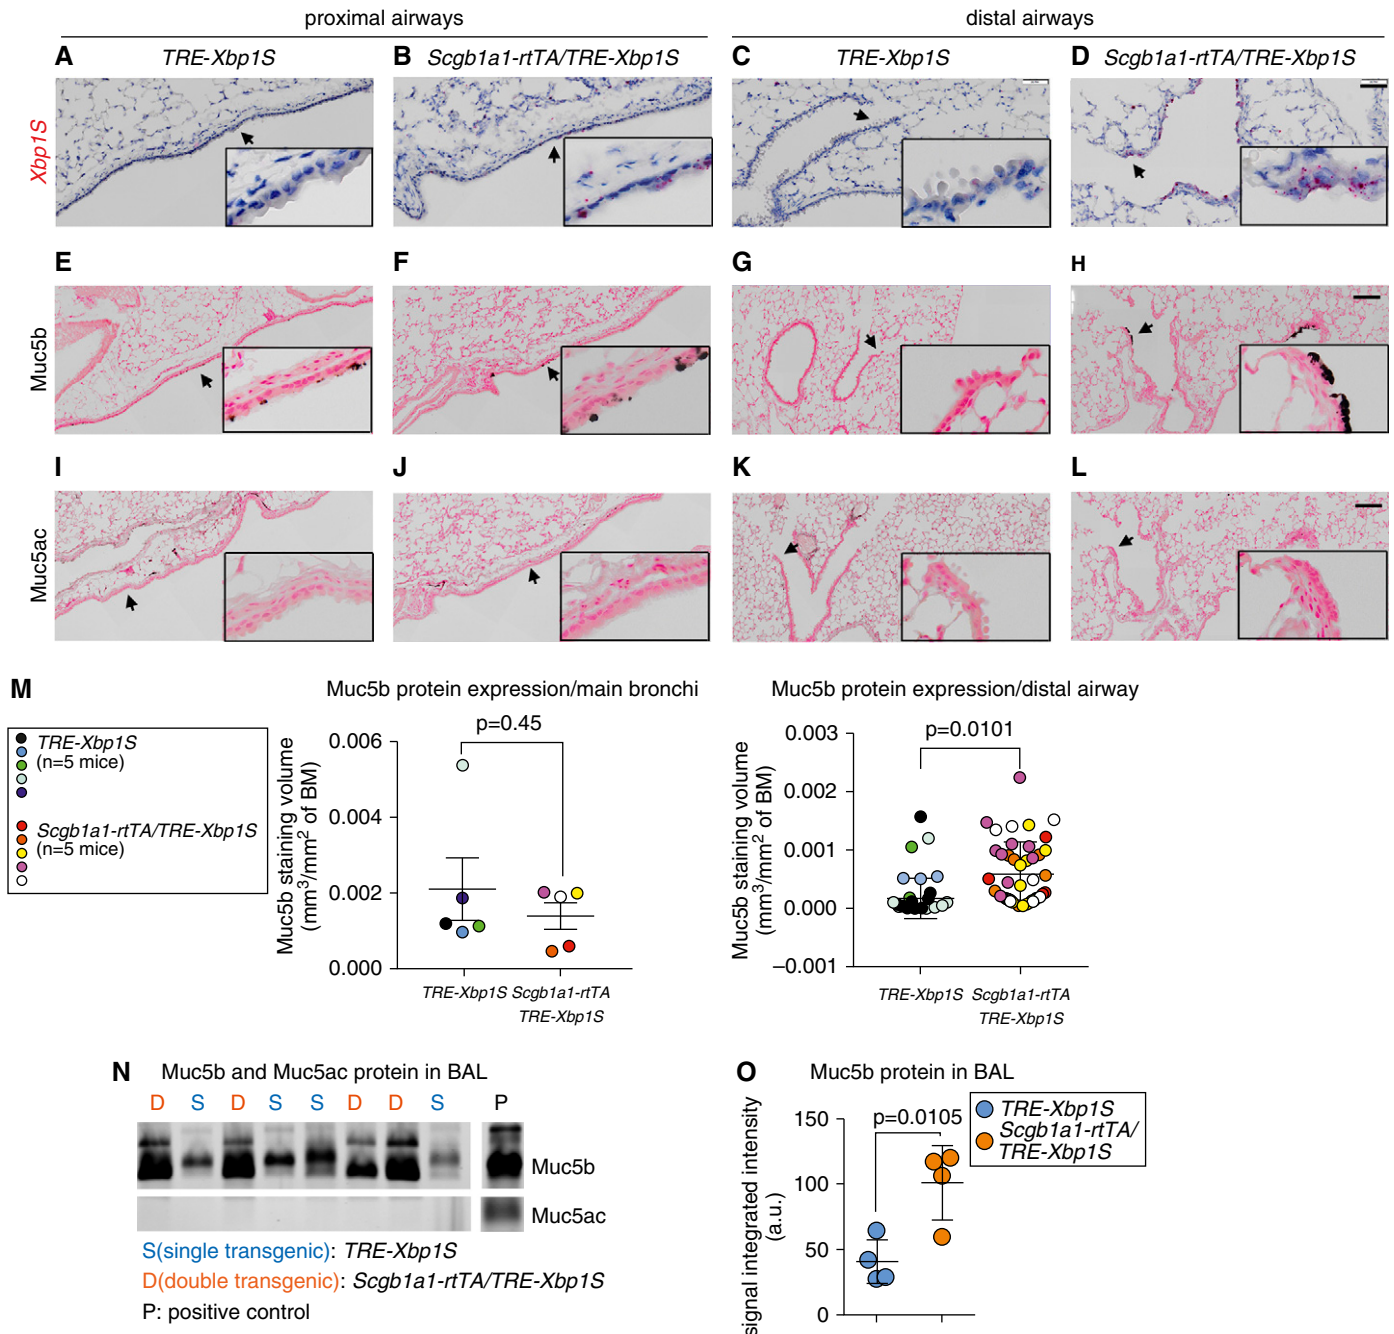 proximal airways
distal airways
A TRE-Xbp1S
B Scgb1a1-rtTA/TRE-Xbp1S
C TRE-Xbp1S
D Scgb1a1-rtTA/TRE-Xbp1S
Xbp1S
E F G H
Muc5b
I J K L
Muc5ac
M
TRE-Xbp1S
(n=5 mice)
Scgb1a1-rtTA/TRE-Xbp1S
(n=5 mice)
Muc5b protein expression/main bronchi
p=0.45
Muc5b staining volume
(mm³/mm² of BM)
0.006
0.004
0.002
0.000
TRE-Xbp1S Scgb1a1-rtTA
TRE-Xbp1S
Muc5b protein expression/distal airway
p=0.0101
Muc5b staining volume
(mm³/mm² of BM)
0.003
0.002
0.001
0.000
−0.001
TRE-Xbp1S Scgb1a1-rtTA
TRE-Xbp1S
N Muc5b and Muc5ac protein in BAL
D S D S S D D S P
Muc5b
Muc5ac
S(single transgenic): TRE-Xbp1S
D(double transgenic): Scgb1a1-rtTA/TRE-Xbp1S
P: positive control
O Muc5b protein in BAL
p=0.0105
TRE-Xbp1S
Scgb1a1-rtTA/
TRE-Xbp1S
signal integrated intensity
(a.u.)
150
100
50
0